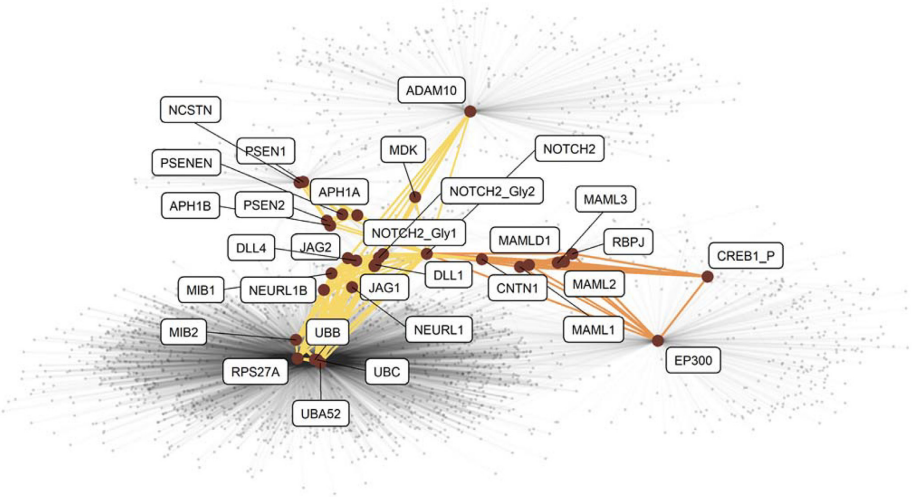 ADAM10
NCSTN
PSEN1
MDK
NOTCH2
PSENEN
APH1A
NOTCH2_Gly2
MAML3
APH1B
PSEN2
NOTCH2_Gly1
MAMLD1
RBPJ
DLL4
JAG2
CREB1_P
DLL1
MIB1
NEURL1B
JAG1
CNTN1
MAML2
MIB2
UBB
NEURL1
MAML1
EP300
RPS27A
UBC
UBA52